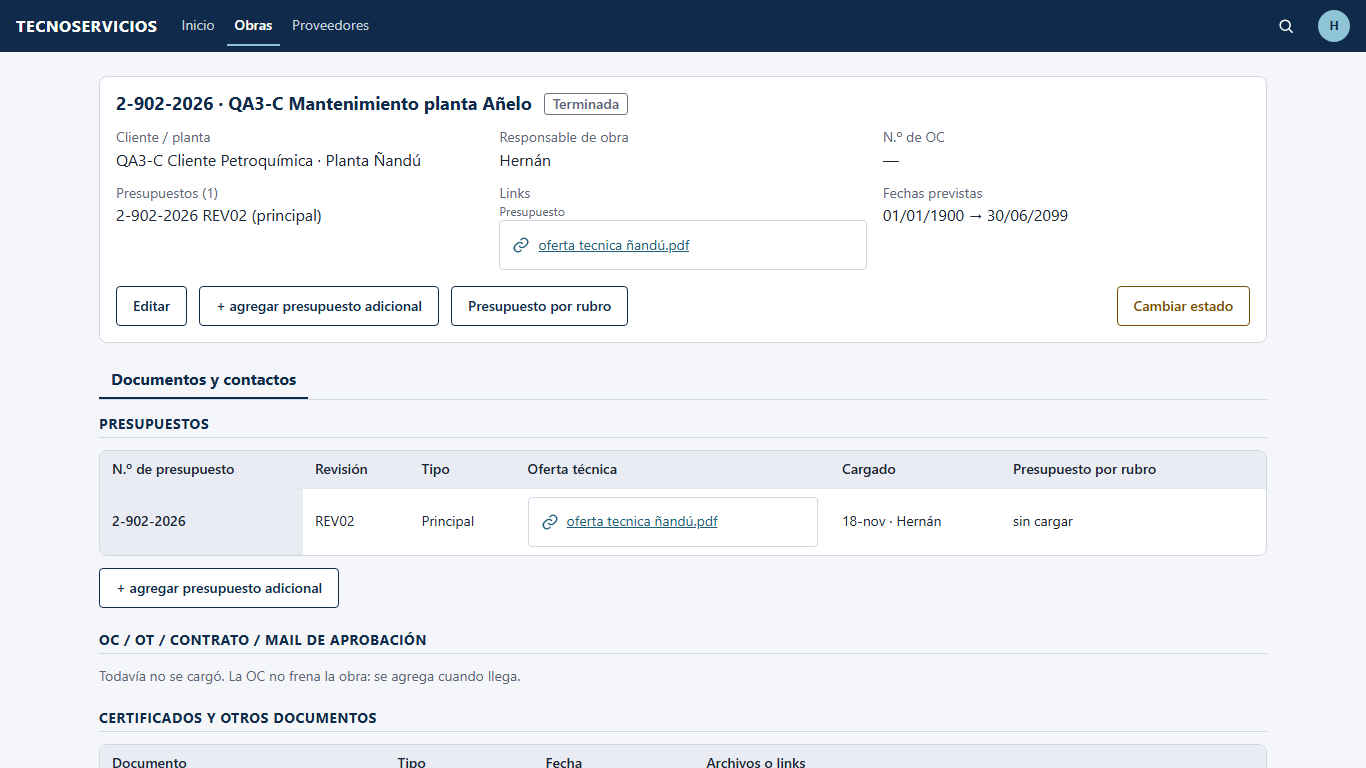 TECNOSERVICIOS Inicio Obras Proveedores H
2-902-2026 · QA3-C Mantenimiento planta Añelo Terminada
Cliente / planta Responsable de obra N.º de OC
QA3-C Cliente Petroquímica · Planta Ñandú Hernán —
Presupuestos (1) Links Fechas previstas
2-902-2026 REV02 (principal) Presupuesto 01/01/1900 → 30/06/2099
oferta tecnica ñandú.pdf
Editar + agregar presupuesto adicional Presupuesto por rubro Cambiar estado
Documentos y contactos
PRESUPUESTOS
N.º de presupuesto Revisión Tipo Oferta técnica Cargado Presupuesto por rubro
2-902-2026 REV02 Principal oferta tecnica ñandú.pdf 18-nov · Hernán sin cargar
+ agregar presupuesto adicional
OC / OT / CONTRATO / MAIL DE APROBACIÓN
Todavía no se cargó. La OC no frena la obra: se agrega cuando llega.
CERTIFICADOS Y OTROS DOCUMENTOS
Documento Tipo Fecha Archivos o links